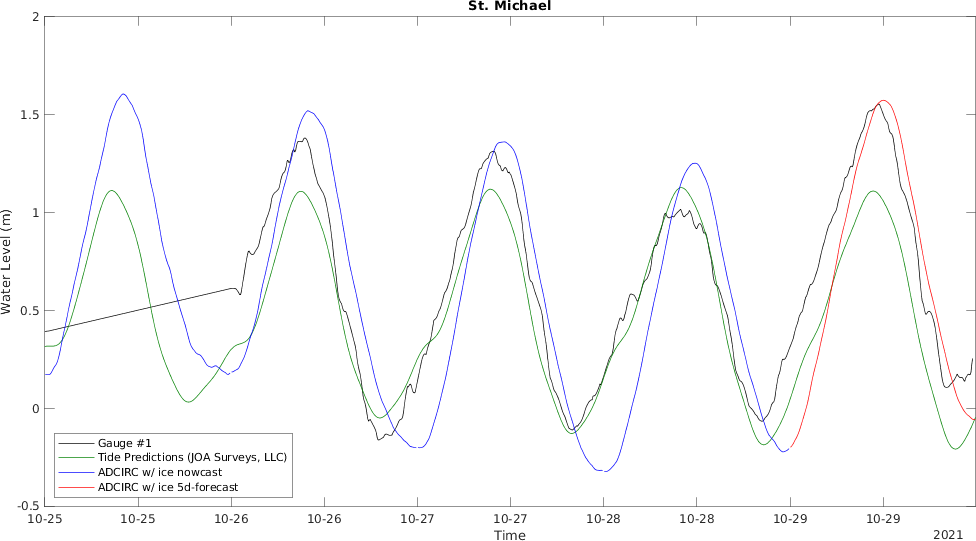 St. Michael
Water Level (m)
2
1.5
1
0.5
0
-0.5
Gauge #1
Tide Predictions (JOA Surveys, LLC)
ADCIRC w/ ice nowcast
ADCIRC w/ ice 5d-forecast
10-25 10-25 10-26 10-26 10-27 10-27 10-28 10-28 10-29 10-29
Time
2021